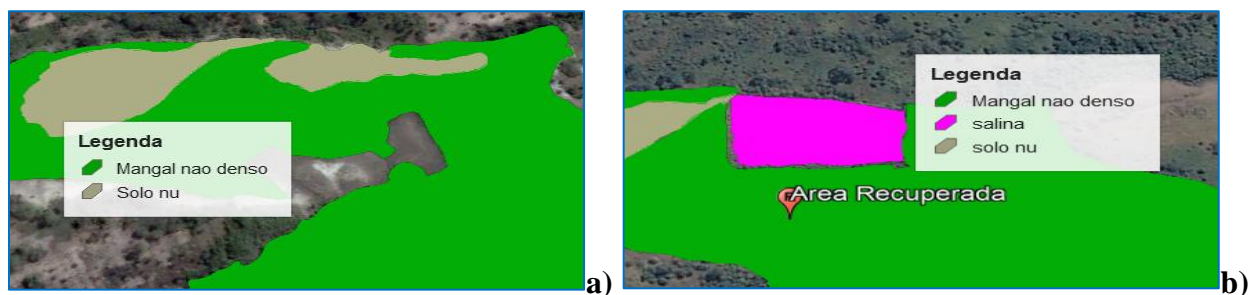 Legenda
Mangal nao denso
Solo nu
a)
Legenda
Mangal nao denso
salina
solo nu
Area Recuperada
b)